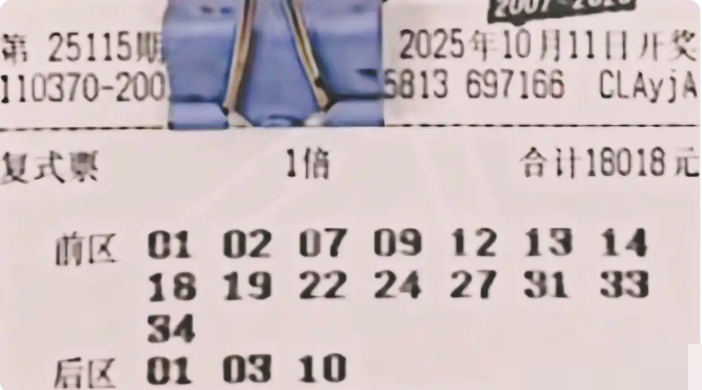 第 25115期 2025年10月11日开奖
110370-200 5813 697166 CLAyjA
复式票 1倍 合计18018元
前区 01 02 07 09 12 13 14
18 19 22 24 27 31 33
34
后区 01 03 10